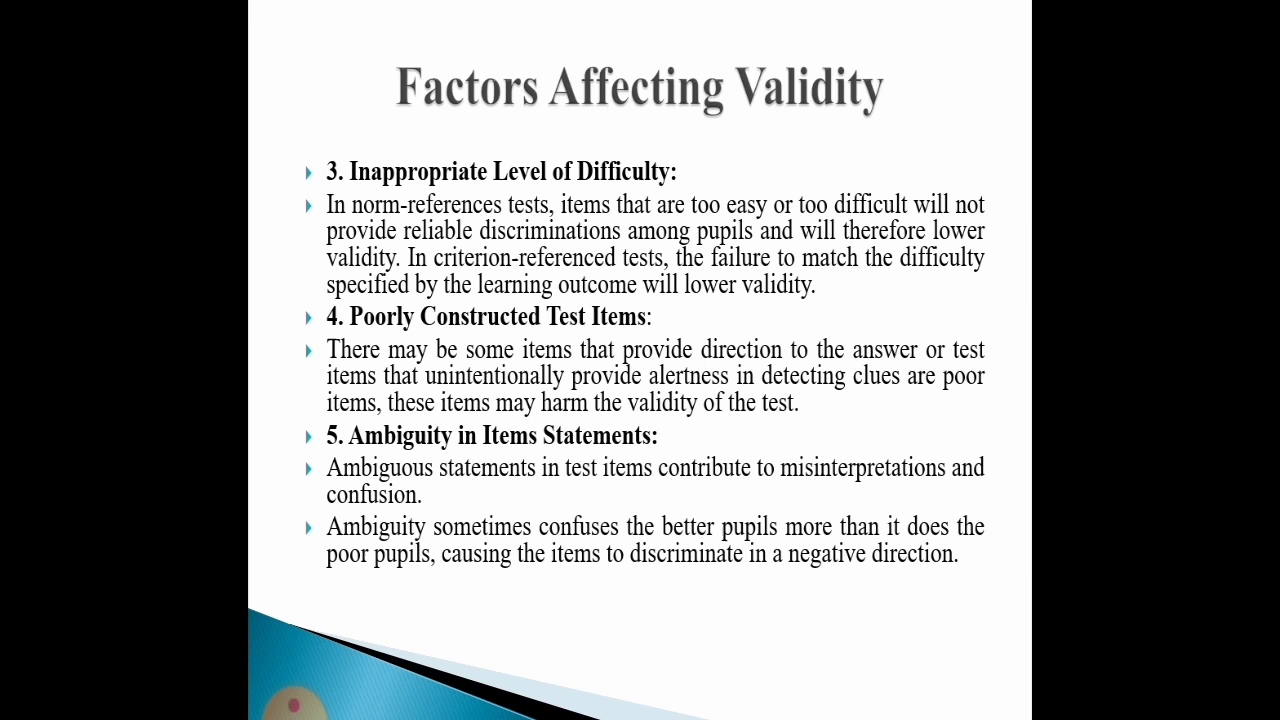 Factors Affecting Validity
3. Inappropriate Level of Difficulty:
In norm-references tests, items that are too easy or too difficult will not
provide reliable discriminations among pupils and will therefore lower
validity. In criterion-referenced tests, the failure to match the difficulty
specified by the learning outcome will lower validity.
4. Poorly Constructed Test Items:
There may be some items that provide direction to the answer or test
items that unintentionally provide alertness in detecting clues are poor
items, these items may harm the validity of the test.
5. Ambiguity in Items Statements:
Ambiguous statements in test items contribute to misinterpretations and
confusion.
Ambiguity sometimes confuses the better pupils more than it does the
poor pupils, causing the items to discriminate in a negative direction.